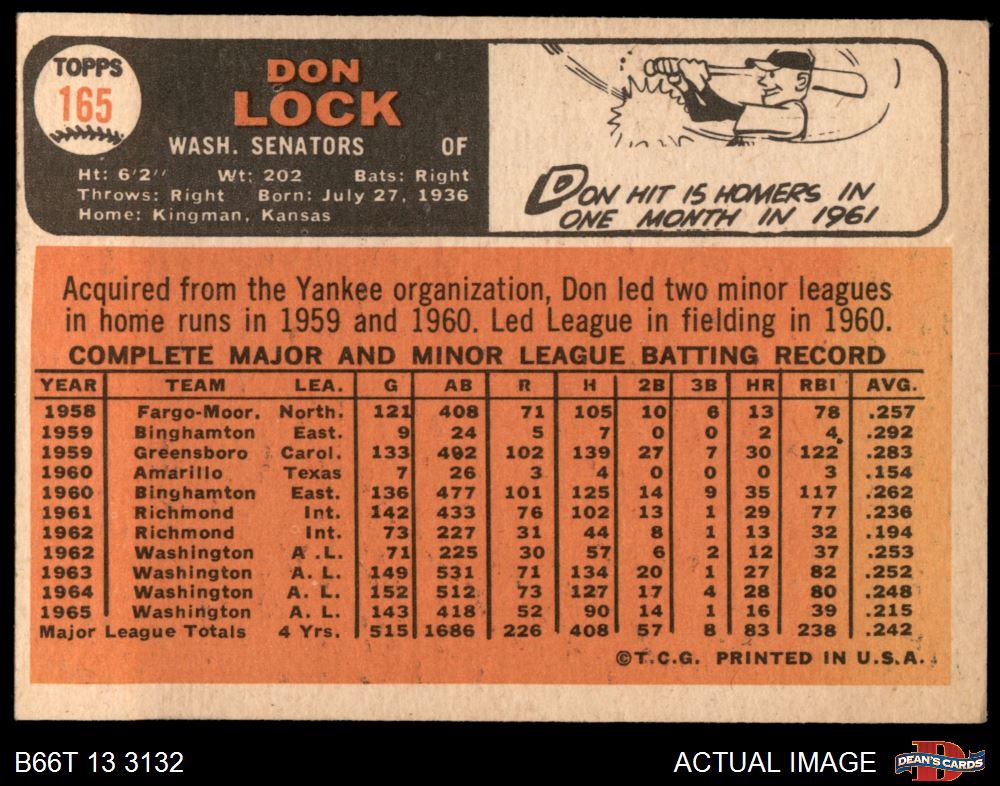 TOPPS
165
DON
LOCK
WASH. SENATORS OF
Ht: 6'2" Wt: 202 Bats: Right
Throws: Right Born: July 27, 1936
Home: Kingman, Kansas
DON HIT 15 HOMERS IN
ONE MONTH IN 1961
Acquired from the Yankee organization, Don led two minor leagues
in home runs in 1959 and 1960. Led League in fielding in 1960.
COMPLETE MAJOR AND MINOR LEAGUE BATTING RECORD
YEAR TEAM LEA. G AB R H 2B 3B HR RBI AVG.
1958 Fargo-Moor. North. 121 408 71 105 10 6 13 78 .257
1959 Binghamton East. 9 24 5 7 0 0 2 4 .292
1959 Greensboro Carol. 133 492 102 139 27 7 30 122 .283
1960 Amarillo Texas 7 26 3 4 0 0 0 3 .154
1960 Binghamton East. 136 477 101 125 14 9 35 117 .262
1961 Richmond Int. 142 433 76 102 13 1 29 77 .236
1962 Richmond Int. 73 227 31 44 8 1 13 32 .194
1962 Washington A .L. 71 225 30 57 6 2 12 37 .253
1963 Washington A. L. 149 531 71 134 20 1 27 82 .252
1964 Washington A. L. 152 512 73 127 17 4 28 80 .248
1965 Washington A. L. 143 418 52 90 14 1 16 39 .215
Major League Totals 4 Yrs. 515 1686 226 408 57 8 83 238 .242
©T.C.G. PRINTED IN U.S.A.
B66T 13 3132
ACTUAL IMAGE
DEAN'S CARDS